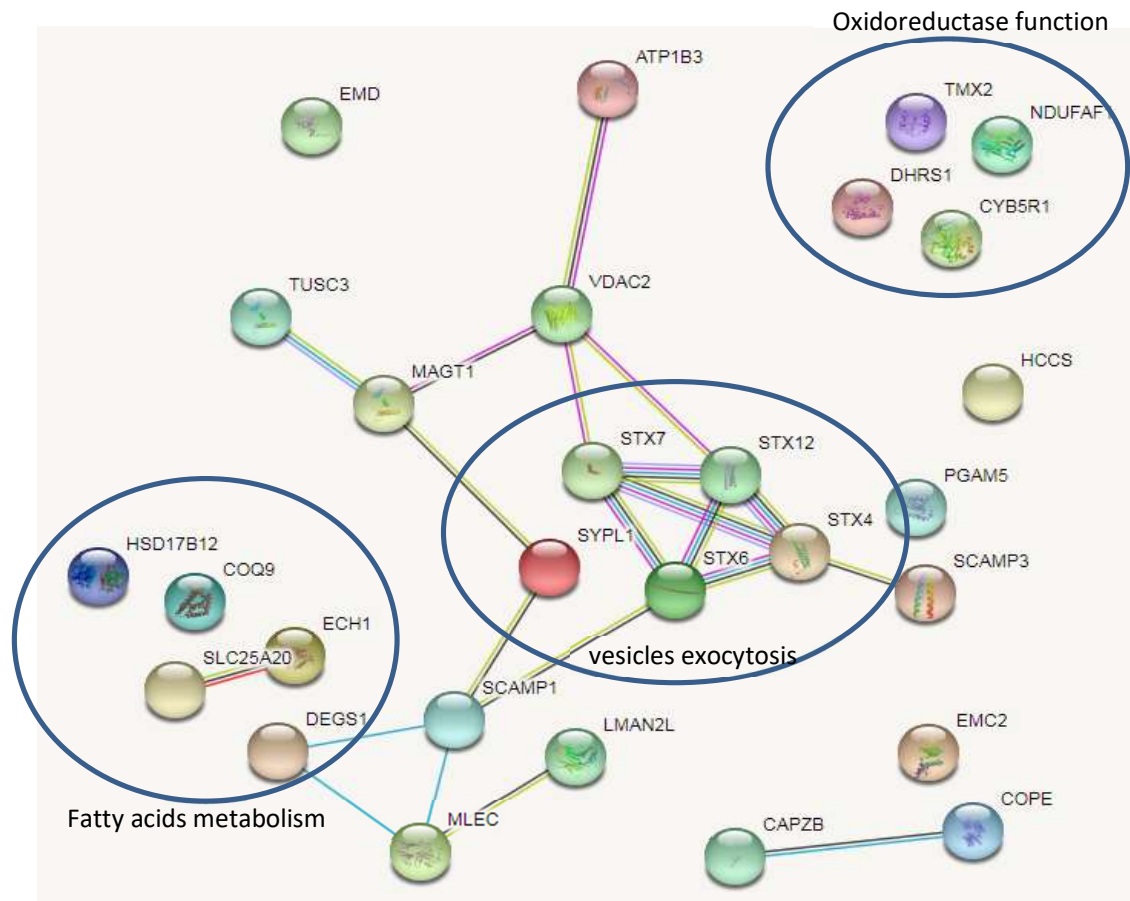 Oxidoreductase function
ATP1B3
EMD
TMX2
NDUFAF1
DHRS1
CYB5R1
TUSC3
VDAC2
HCCS
MAGT1
STX7
STX12
PGAM5
STX4
SYPL1
STX6
SCAMP3
HSD17B12
COQ9
ECH1
SLC25A20
vesicles exocytosis
SCAMP1
DEGS1
LMAN2L
EMC2
Fatty acids metabolism
MLEC
CAPZB
COPE